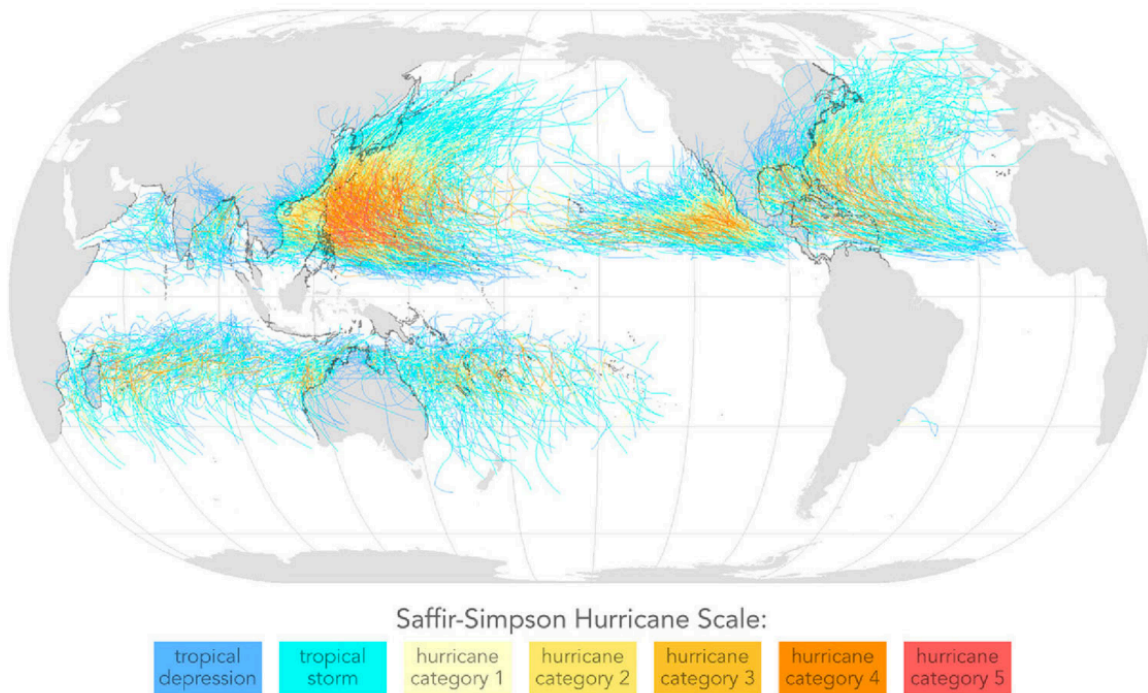 Saffir-Simpson Hurricane Scale:
tropical
depression
tropical
storm
hurricane
category 1
hurricane
category 2
hurricane
category 3
hurricane
category 4
hurricane
category 5